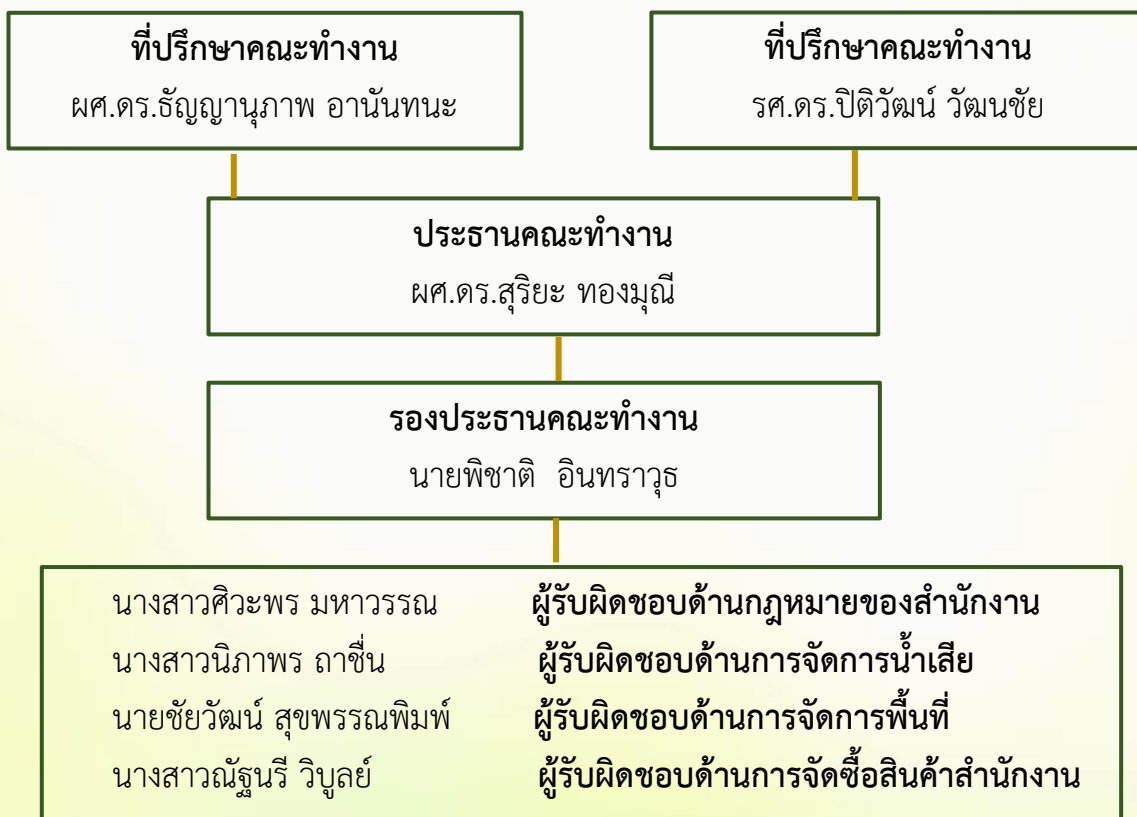 ที่ปรึกษาคณะทำงาน
ผศ.ดร.ธัญญานุภาพ อานันทนะ
ที่ปรึกษาคณะทำงาน
รศ.ดร.ปิติวัฒน์ วัฒนชัย
ประธานคณะทำงาน
ผศ.ดร.สุริยะ ทองมุณี
รองประธานคณะทำงาน
นายพิชาติ อินทราวุธ
นางสาวศิวะพร มหาวรรณ ผู้รับผิดชอบด้านกฎหมายของสำนักงาน
นางสาวนิภาพร ถาชื่น ผู้รับผิดชอบด้านการจัดการน้ำเสีย
นายชัยวัฒน์ สุขพรรณพิมพ์ ผู้รับผิดชอบด้านการจัดการพื้นที่
นางสาวณัฐนรี วิบูลย์ ผู้รับผิดชอบด้านการจัดซื้อสินค้าสำนักงาน